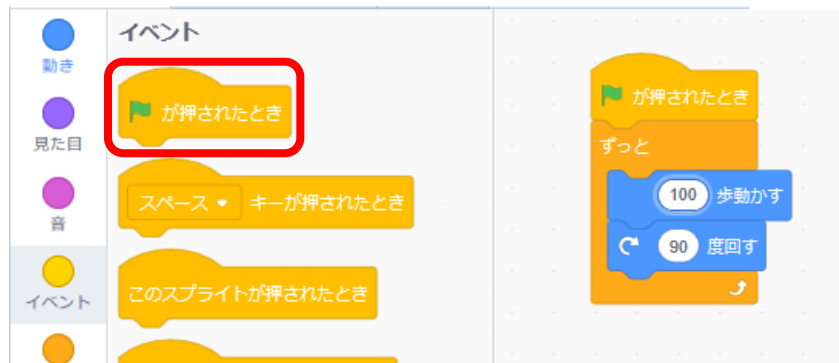 動き
見た目
音
イベント
イベント
が押されたとき
スペース キーが押されたとき
このスプライトが押されたとき
が押されたとき
ずっと
100 歩動かす
90 度回す